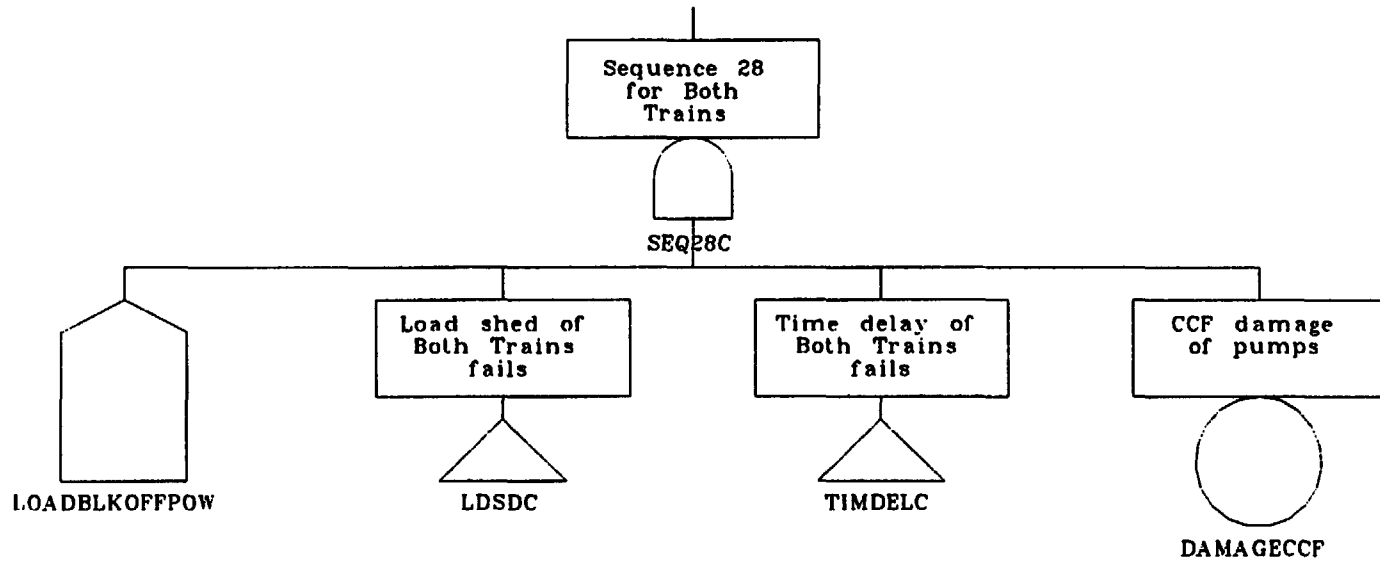 Sequence 28
for Both
Trains
SEQ28C
Load shed of
Both Trains
fails
Time delay of
Both Trains
fails
CCF damage
of pumps
LOADBLKOFFPOW
LDSDC
TIMDELC
DAMAGECCF